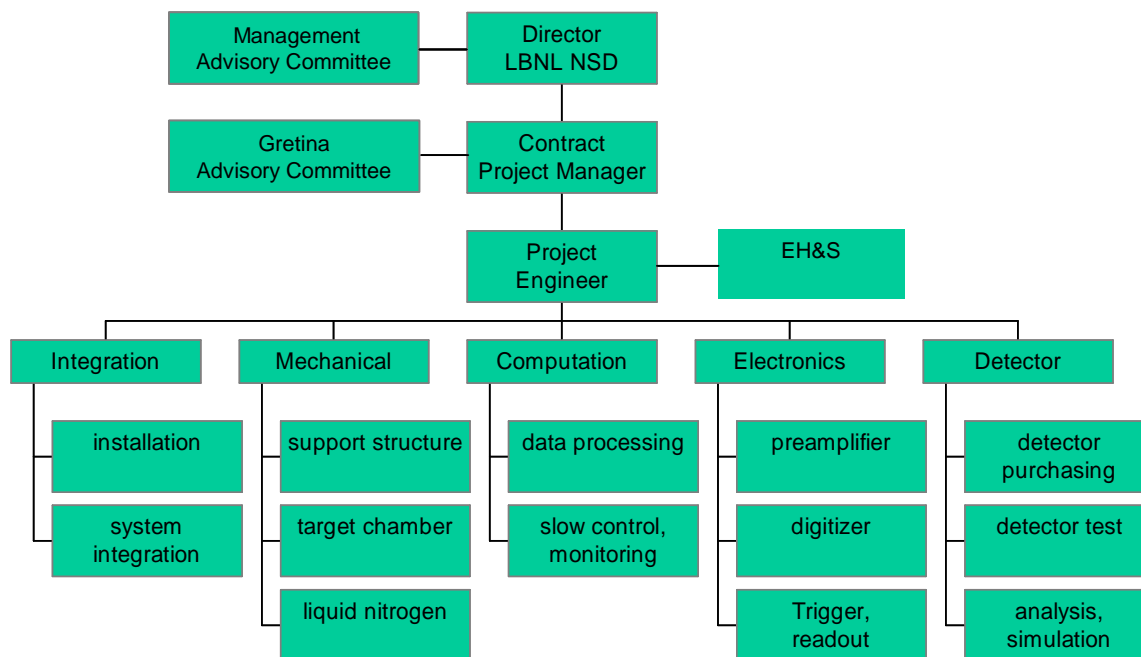 Management
Advisory Committee
Director
LBNL NSD
Gretina
Advisory Committee
Contract
Project Manager
Project
Engineer
EH&S
Integration
Mechanical
Computation
Electronics
Detector
installation
support structure
data processing
preamplifier
detector
purchasing
system
integration
target chamber
slow control,
monitoring
digitizer
detector test
liquid nitrogen
Trigger,
readout
analysis,
simulation